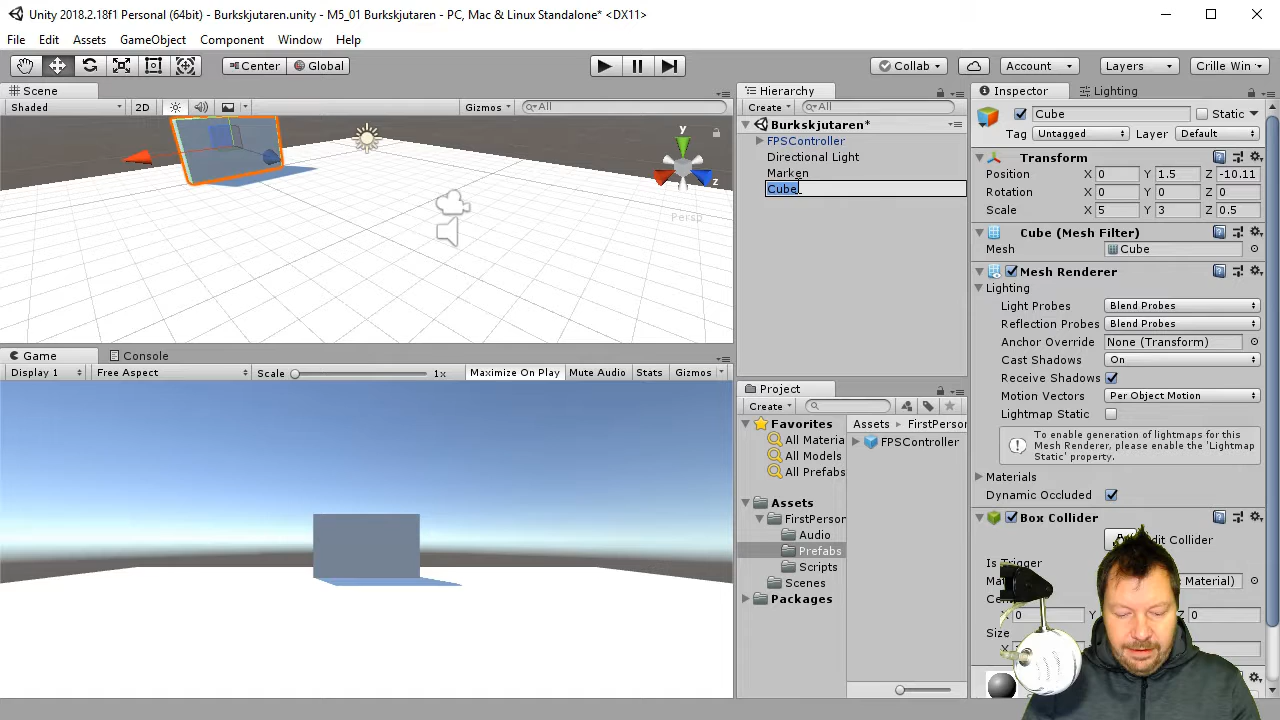 Unity 2018.2.18f1 Personal (64bit) - Burkskjutaren.unity - M5_01 Burkskjutaren - PC, Mac & Linux Standalone* <DX11>
File Edit Assets GameObject Component Window Help
Center Global Collab Account Layers Crille Win
Scene Hierarchy Inspector Lighting
Shaded 2D Gizmos All Create All Cube Static
Burkskjutaren* Tag Untagged Layer Default
FPSController
Directional Light
Marken
Cube
y
z
Persp
Transform
Position X 0 Y 1.5 Z -10.11
Rotation X 0 Y 0 Z 0
Scale X 5 Y 3 Z 0.5
Cube (Mesh Filter)
Mesh Cube
Mesh Renderer
Lighting
Light Probes Blend Probes
Reflection Probes Blend Probes
Anchor Override None (Transform)
Cast Shadows On
Receive Shadows
Motion Vectors Per Object Motion
Lightmap Static
To enable generation of lightmaps for this
Mesh Renderer, please enable the 'Lightmap
Static' property.
Materials
Dynamic Occluded
Box Collider
Edit Collider
Is Trigger
Material)
X 0 Y Z 0
Size
Game Console
Display 1 Free Aspect Scale 1x Maximize On Play Mute Audio Stats Gizmos
Project
Create
Favorites
All Materia
All Models
All Prefabs
Assets
FirstPerson
Audio
Prefabs
Scripts
Scenes
Packages
Assets FirstPerson
FPSController